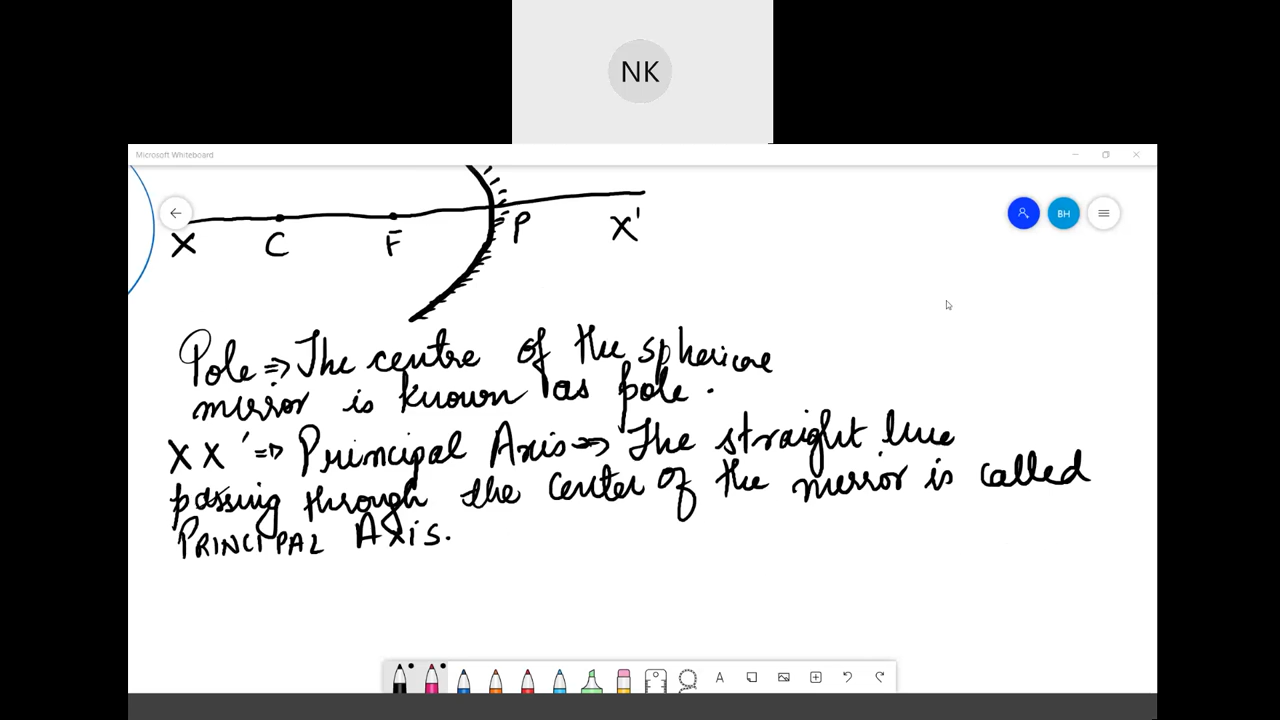 NK
Microsoft Whiteboard
X C F P X'
BH
Pole ⇒ The centre of the spherical
mirror is known as pole.
XX' ⇒ Principal Axis ⇒ The straight line
passing through the center of the mirror is called
PRINCIPAL AXIS.
A